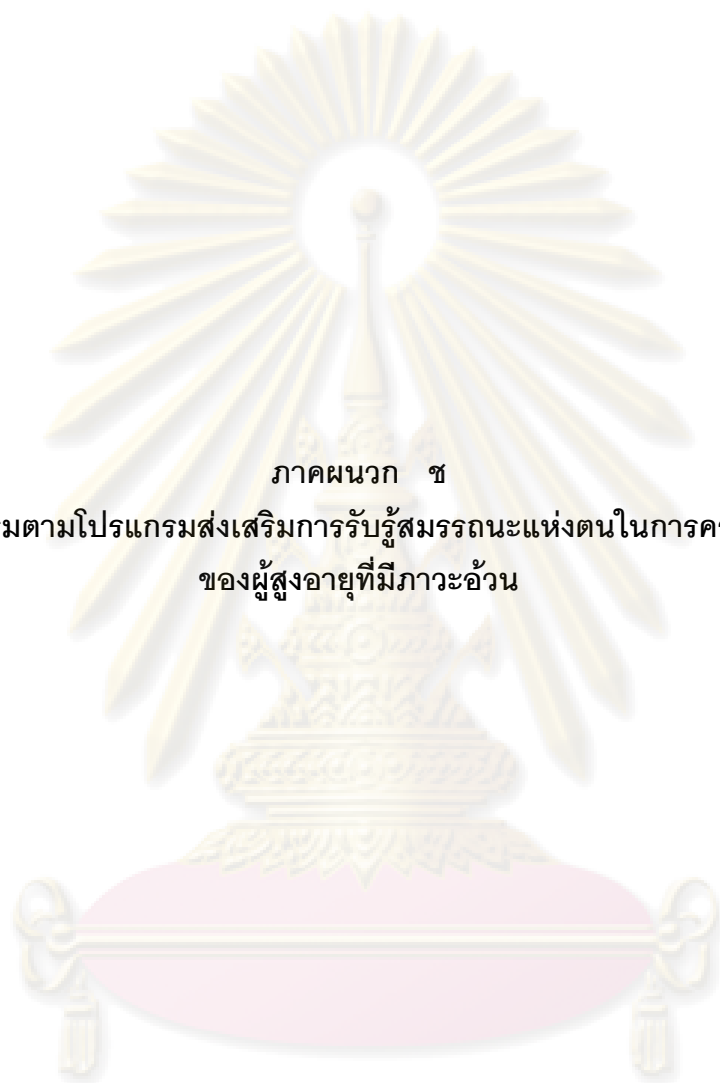 ภาคผนวก ช
ตามโปรแกรมส่งเสริมการรับรู้สมรรถนะแห่งตนในการ
ของผู้สูงอายุที่มีภาวะอ้วน